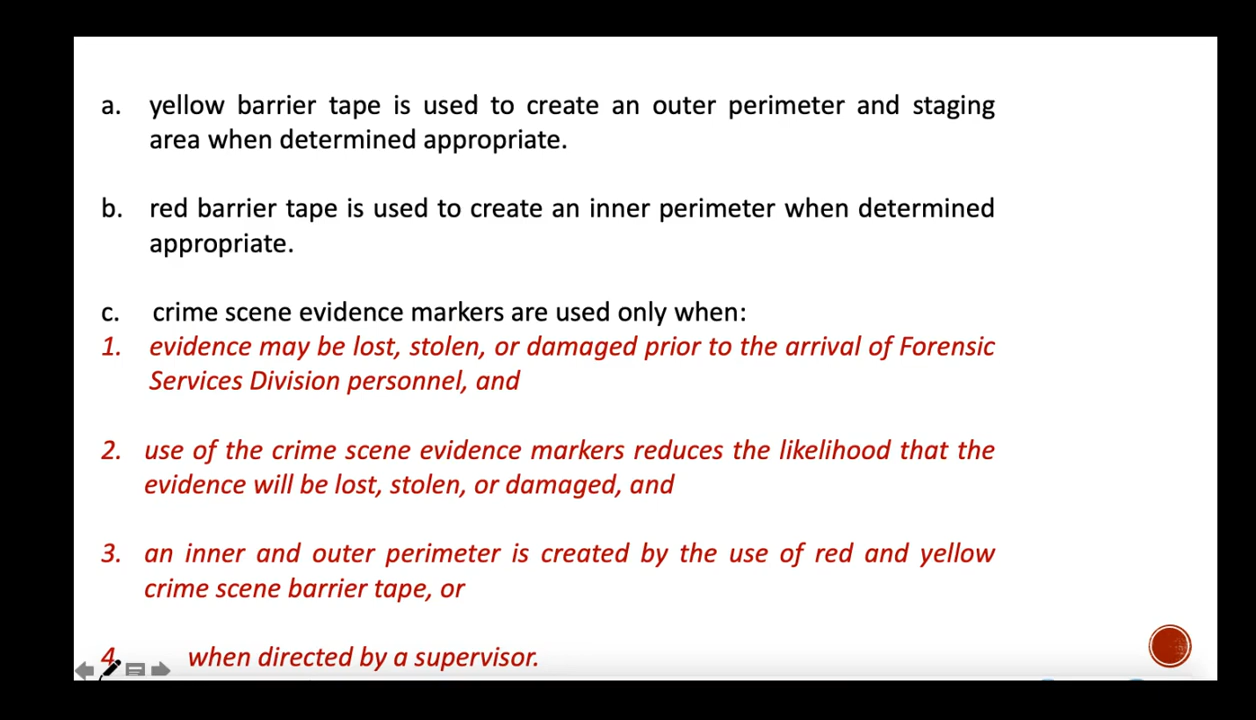 a. yellow barrier tape is used to create an outer perimeter and staging
area when determined appropriate.
b. red barrier tape is used to create an inner perimeter when determined
appropriate.
c. crime scene evidence markers are used only when:
1. evidence may be lost, stolen, or damaged prior to the arrival of Forensic
Services Division personnel, and
2. use of the crime scene evidence markers reduces the likelihood that the
evidence will be lost, stolen, or damaged, and
3. an inner and outer perimeter is created by the use of red and yellow
crime scene barrier tape, or
4. when directed by a supervisor.